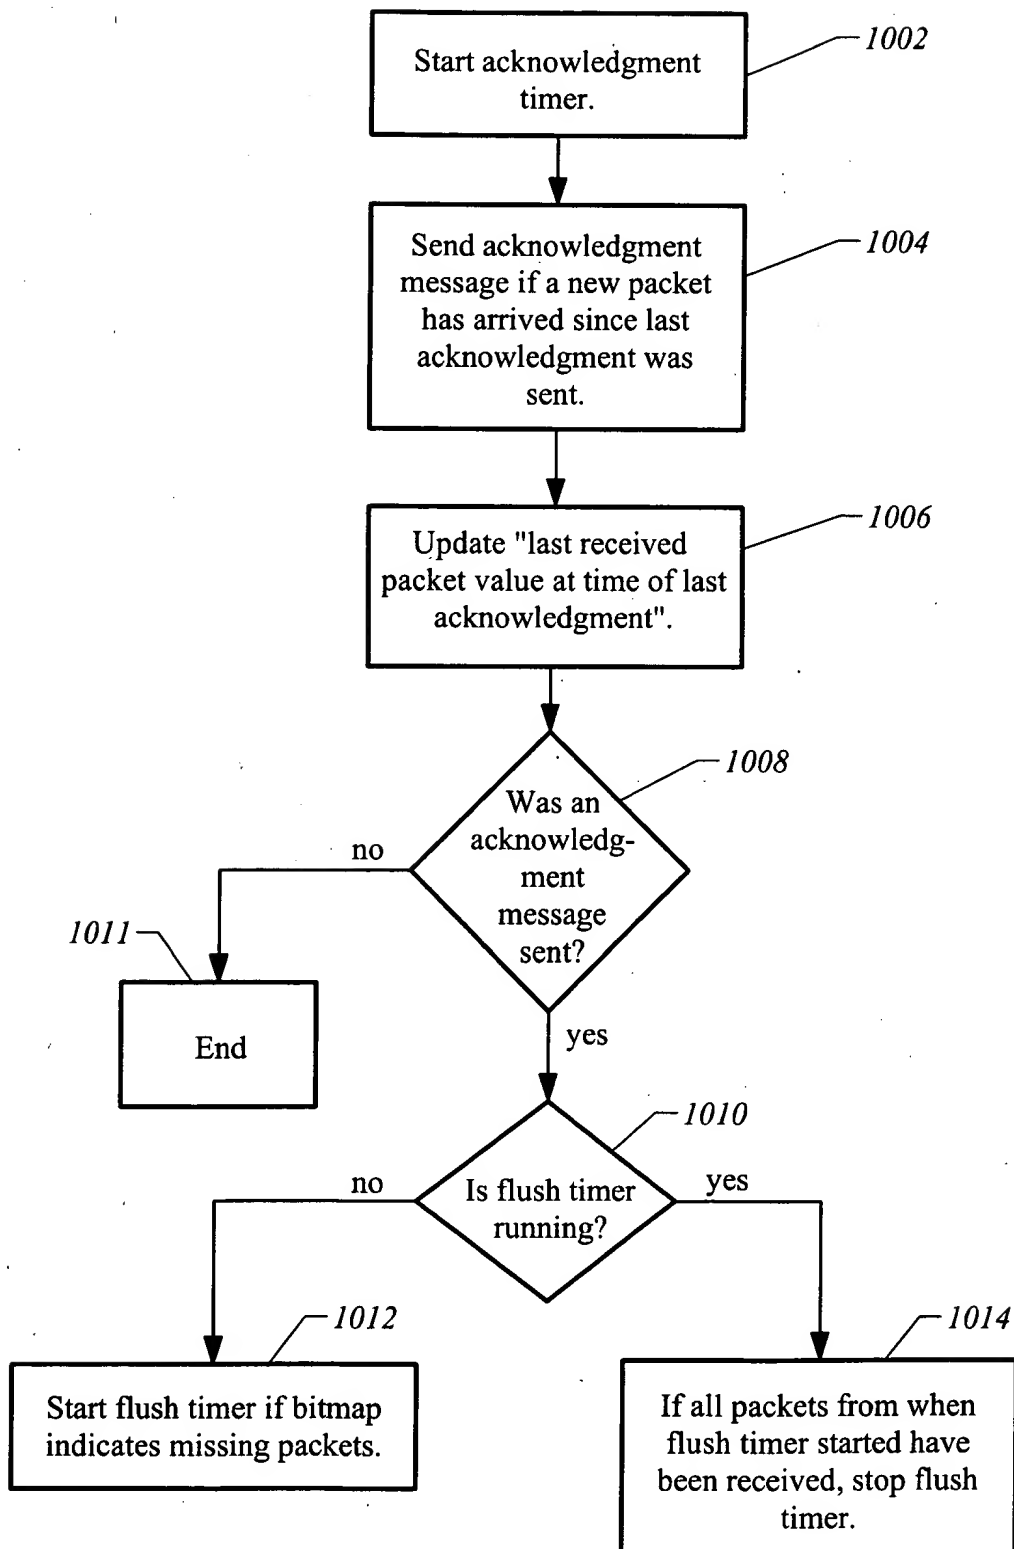 1002
Start acknowledgment
timer.
1004
Send acknowledgment
message if a new packet
has arrived since last
acknowledgment was
sent.
1006
Update "last received
packet value at time of last
acknowledgment".
1008
Was an
acknowledg-
ment
message
sent?
no
1011
End
yes
1010
Is flush timer
running?
no
yes
1012
Start flush timer if bitmap
indicates missing packets.
1014
If all packets from when
flush timer started have
been received, stop flush
timer.